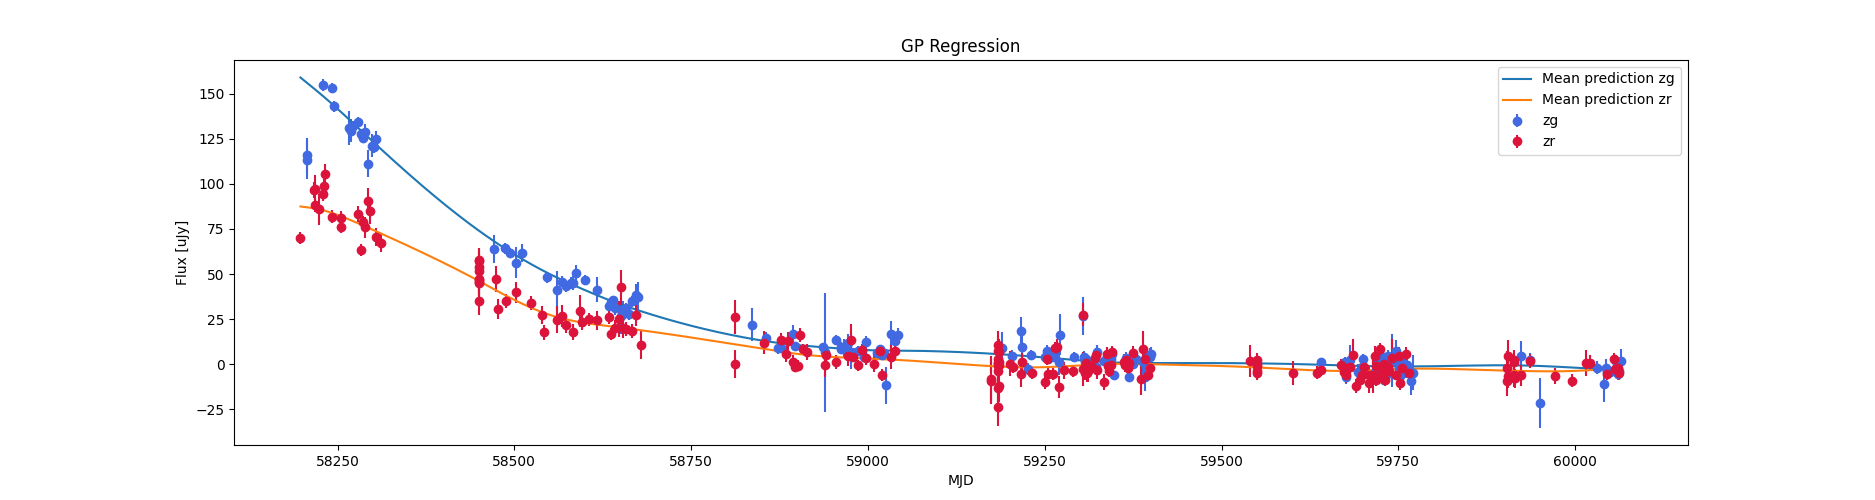 GP Regression
Mean prediction zg
Mean prediction zr
zg
zr
Flux [uJy]
150
125
100
75
50
25
0
−25
58250 58500 58750 59000 59250 59500 59750 60000
MJD